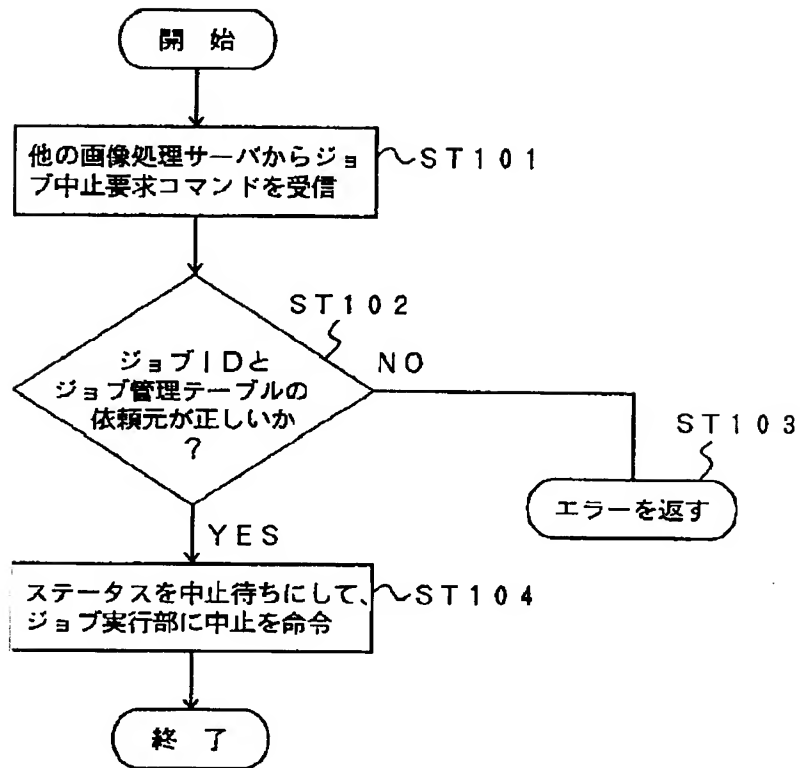 開 始
他の画像処理サーバからジョ
ブ中止要求コマンドを受信
ST101
ST102
ジョブIDと
ジョブ管理テーブルの
依頼元が正しいか
?
NO
ST103
エラーを返す
YES
ステータスを中止待ちにして、
ジョブ実行部に中止を命令
ST104
終 了